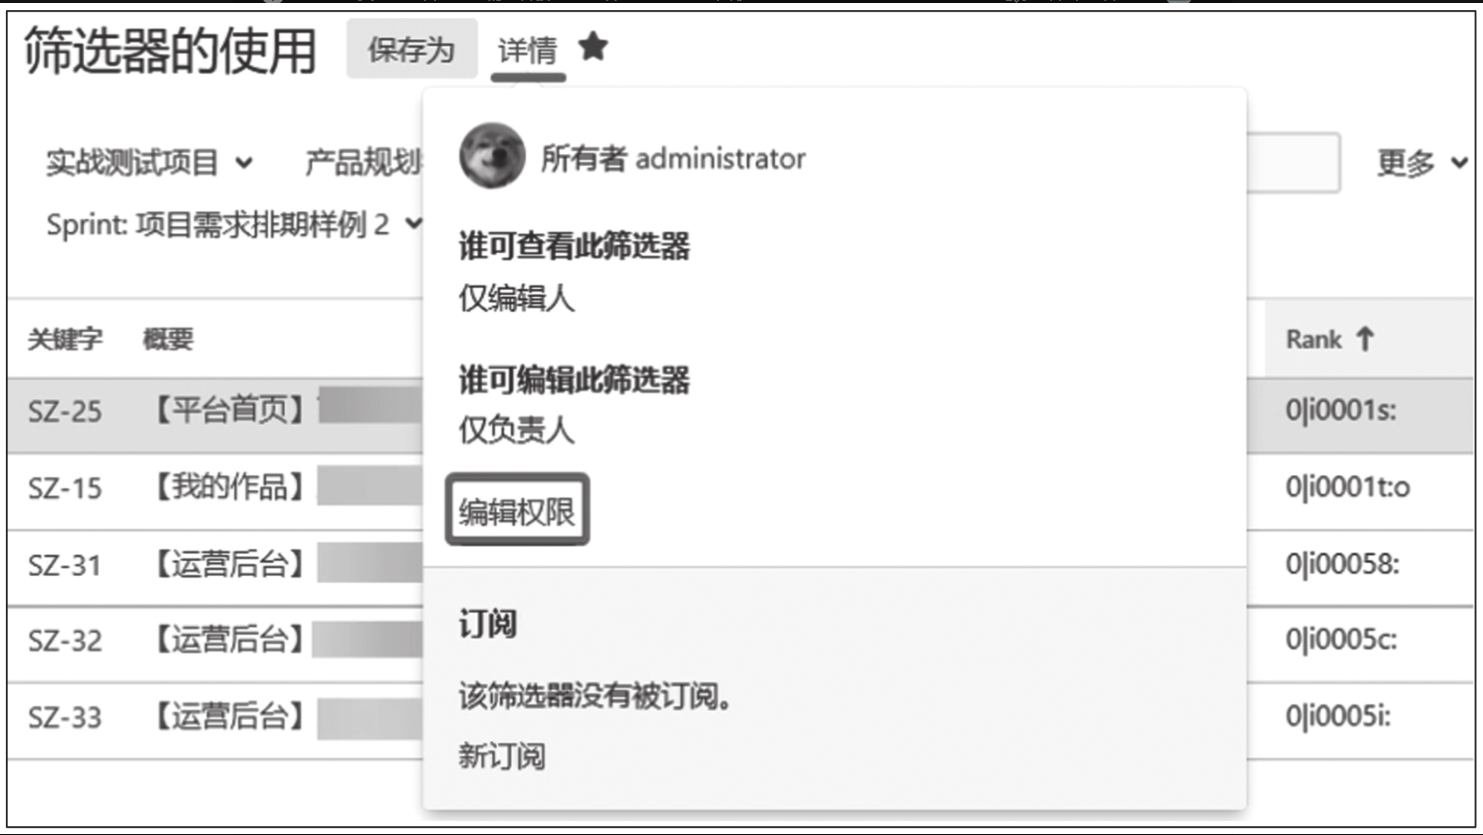 筛选器的使用 保存为 详情
所有者 administrator
实战测试项目 产品规划 更多
Sprint: 项目需求排期样例 2
谁可查看此筛选器
仅编辑人
谁可编辑此筛选器
仅负责人
编辑权限
订阅
该筛选器没有被订阅。
新订阅
关键字 概要 Rank
SZ-25 【平台首页】 0|i0001s:
SZ-15 【我的作品】 0|i0001t:o
SZ-31 【运营后台】 0|i00058:
SZ-32 【运营后台】 0|i0005c:
SZ-33 【运营后台】 0|i0005i: